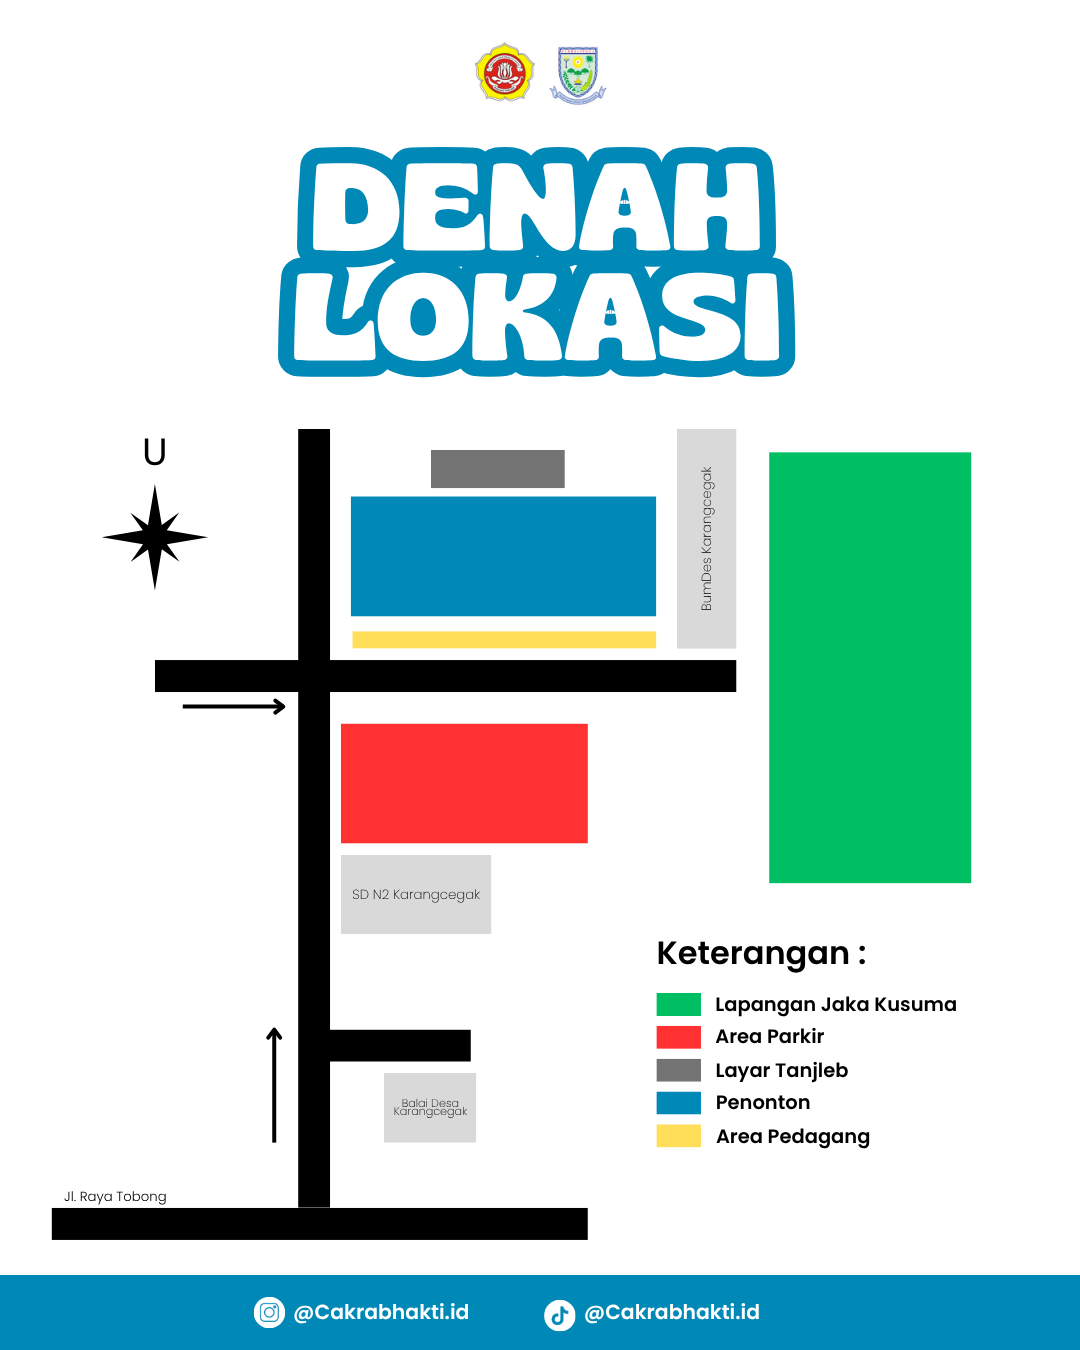 DENAH
LOKASI
U
BumDes Karangcegak
SD N2 Karangcegak
Balai Desa
Karangcegak
Jl. Raya Tobong
Keterangan :
Lapangan Jaka Kusuma
Area Parkir
Layar Tanjleb
Penonton
Area Pedagang
@Cakrabhakti.id
@Cakrabhakti.id